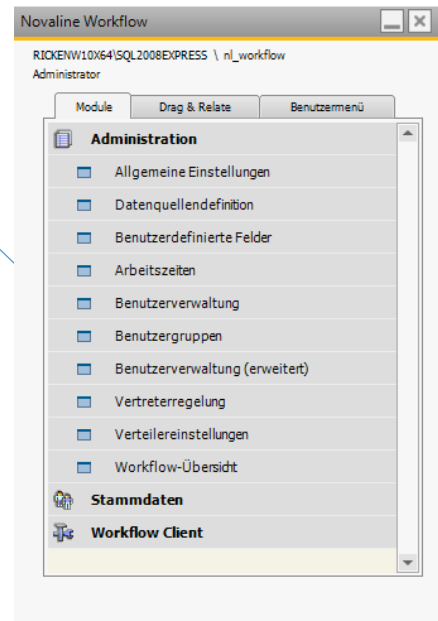 Novaline Workflow
RICKENW10X64\SQL2008EXPRESS \ nl_workflow
Administrator
Module Drag & Relate Benutzermenü
Administration
Allgemeine Einstellungen
Datenquellendefinition
Benutzerdefinierte Felder
Arbeitszeiten
Benutzerverwaltung
Benutzergruppen
Benutzerverwaltung (erweitert)
Vertreterregelung
Verteilereinstellungen
Workflow-Übersicht
Stammdaten
Workflow Client